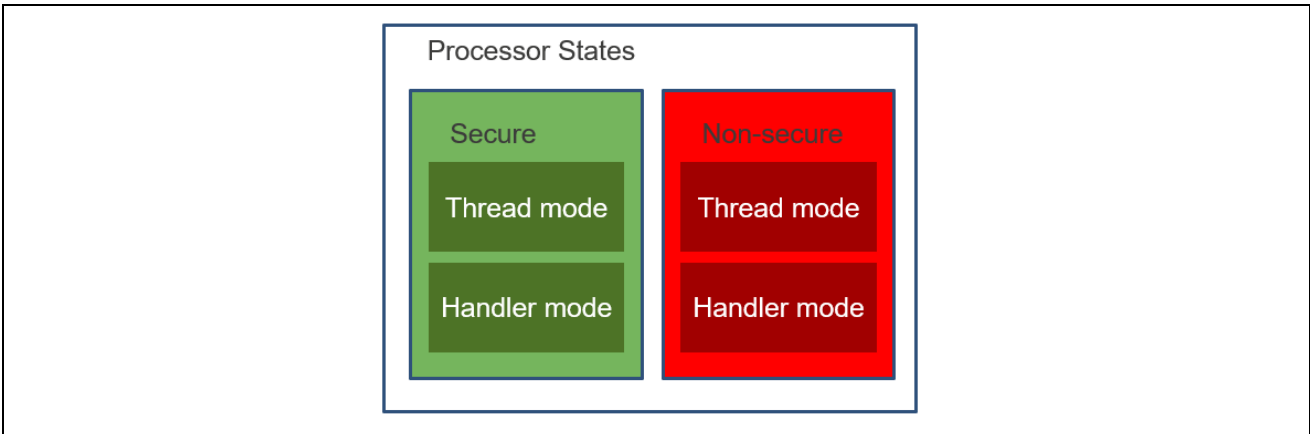 Processor States
Secure
Thread mode
Handler mode
Non-secure
Thread mode
Handler mode